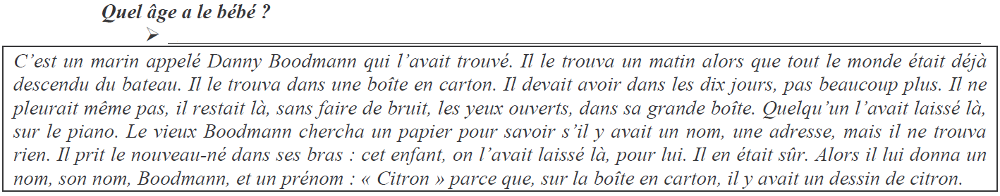 Quel âge a le bébé ?
➢ ________________________________
C’est un marin appelé Danny Boodmann qui l’avait trouvé. Il le trouva un matin alors que tout le monde était déjà
descendu du bateau. Il le trouva dans une boîte en carton. Il devait avoir dans les dix jours, pas beaucoup plus. Il ne
pleurait même pas, il restait là, sans faire de bruit, les yeux ouverts, dans sa grande boîte. Quelqu’un l’avait laissé là,
sur le piano. Le vieux Boodmann chercha un papier pour savoir s’il y avait un nom, une adresse, mais il ne trouva
rien. Il prit le nouveau-né dans ses bras : cet enfant, on l’avait laissé là, pour lui. Il en était sûr. Alors il lui donna un
nom, son nom, Boodmann, et un prénom : « Citron » parce que, sur la boîte en carton, il y avait un dessin de citron.